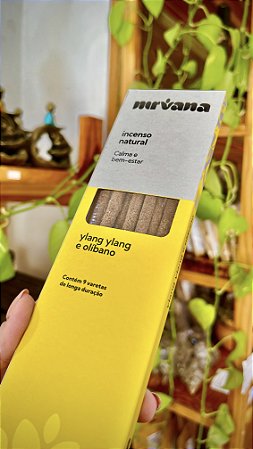 nirvana
incenso
natural
Calma e
bem-estar
ylang ylang
e olíbano
Contém 9 varetas
de longa duração